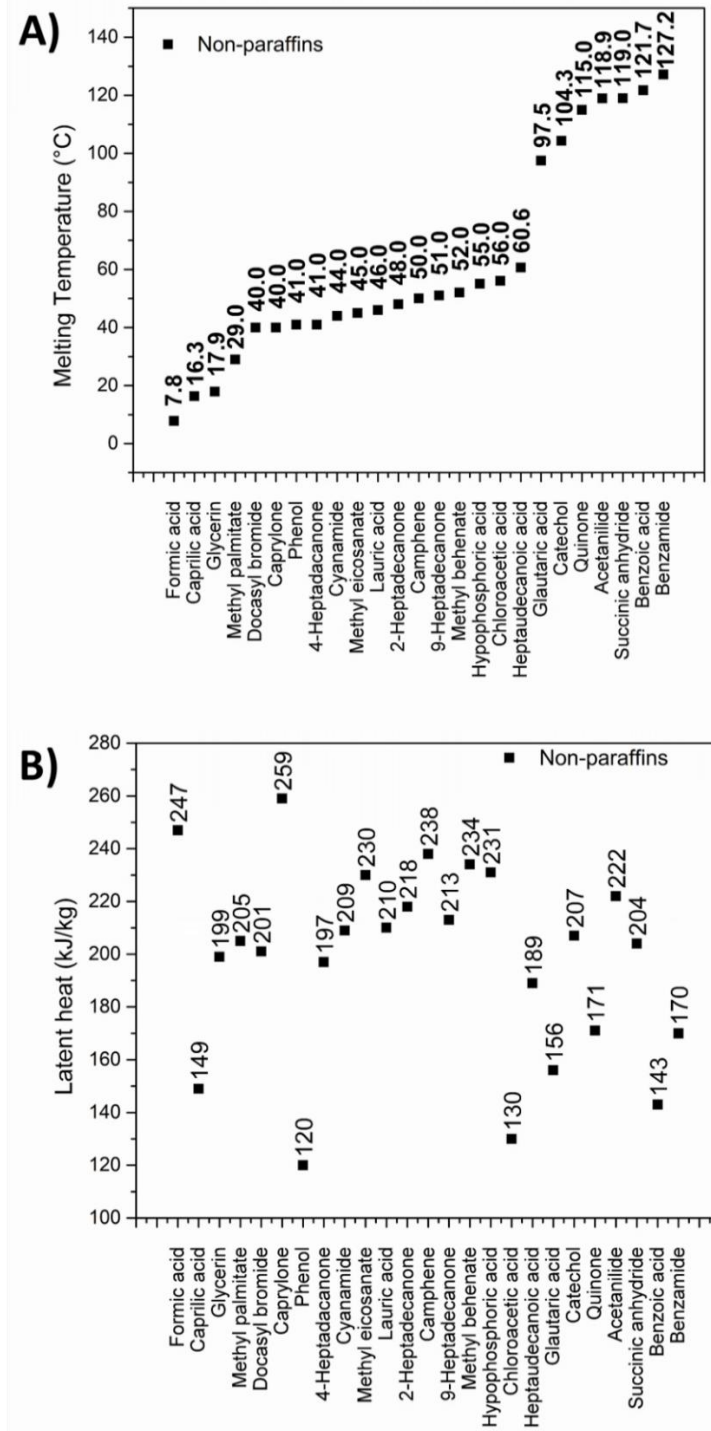 A)
Non-paraffins
Melting Temperature (°C)
140
120
100
80
60
40
20
0
7.8
16.3
17.9
29.0
40.0
40.0
41.0
41.0
44.0
45.0
46.0
48.0
50.0
51.0
52.0
55.0
56.0
60.6
97.5
104.3
115.0
118.9
119.0
121.7
127.2
Formic acid
Caprilic acid
Glycerin
Methyl palmitate
Docasyl bromide
Caprylone
Phenol
4-Heptadacanone
Cyanamide
Methyl eicosanate
Lauric acid
2-Heptadecanone
Camphene
9-Heptadecanone
Methyl behenate
Hypophosphoric acid
Chloroacetic acid
Heptaudecanoic acid
Glautaric acid
Catechol
Quinone
Acetanilide
Succinic anhydride
Benzoic acid
Benzamide
B)
Non-paraffins
Latent heat (kJ/kg)
280
260
240
220
200
180
160
140
120
100
247
149
199
205
201
259
120
197
209
230
210
218
238
213
234
231
130
189
156
207
171
222
204
143
170
Formic acid
Caprilic acid
Glycerin
Methyl palmitate
Docasyl bromide
Caprylone
Phenol
4-Heptadacanone
Cyanamide
Methyl eicosanate
Lauric acid
2-Heptadecanone
Camphene
9-Heptadecanone
Methyl behenate
Hypophosphoric acid
Chloroacetic acid
Heptaudecanoic acid
Glautaric acid
Catechol
Quinone
Acetanilide
Succinic anhydride
Benzoic acid
Benzamide